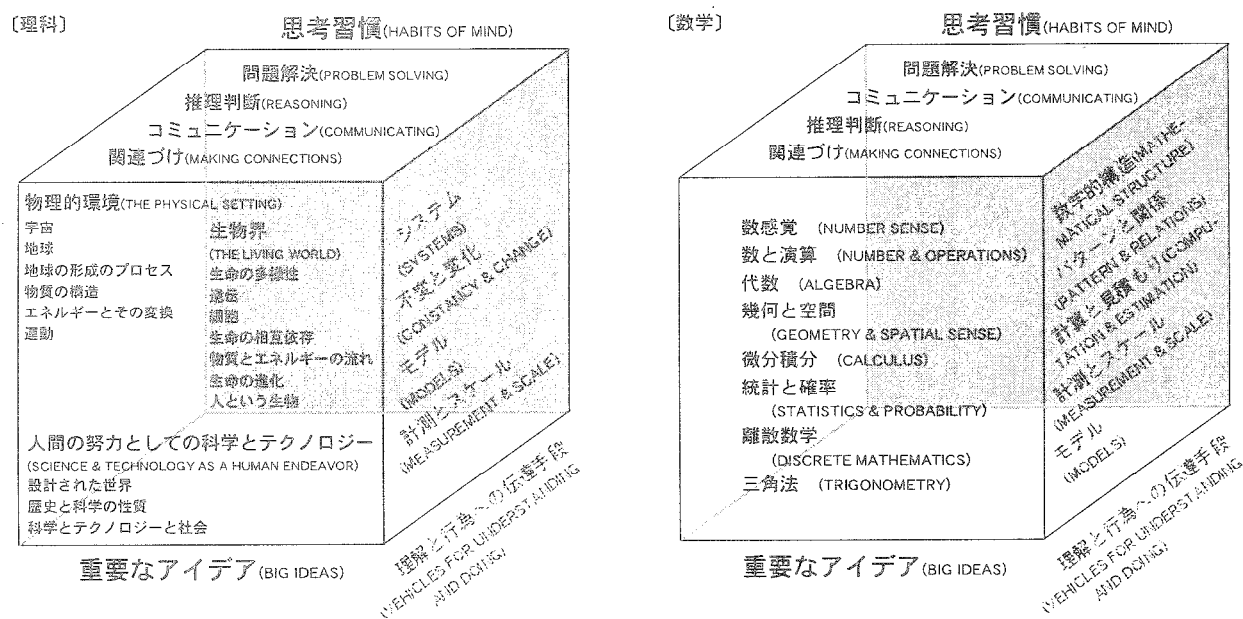 〔理科〕
思考習慣(HABITS OF MIND)
問題解決(PROBLEM SOLVING)
推理判断(REASONING)
コミュニケーション(COMMUNICATING)
関連づけ(MAKING CONNECTIONS)
物理的環境(THE PHYSICAL SETTING)
宇宙
地球
地球の形成のプロセス
物質の構造
エネルギーとその変換
運動
生物界
(THE LIVING WORLD)
生命の多様性
遺伝
細胞
生命の相互依存
物質とエネルギーの流れ
生命の進化
人という生物
人間の努力としての科学とテクノロジー
(SCIENCE & TECHNOLOGY AS A HUMAN ENDEAVOR)
設計された世界
歴史と科学の性質
科学とテクノロジーと社会
システム
(SYSTEMS)
不変と変化
(CONSTANCY & CHANGE)
モデル
(MODELS)
計測とスケール
(MEASUREMENT & SCALE)
重要なアイデア(BIG IDEAS)
理解と行為への伝達手段
(VEHICLES FOR UNDERSTANDING
AND DOING)
〔数学〕
思考習慣(HABITS OF MIND)
問題解決(PROBLEM SOLVING)
コミュニケーション(COMMUNICATING)
推理判断(REASONING)
関連づけ(MAKING CONNECTIONS)
数感覚 (NUMBER SENSE)
数と演算 (NUMBER & OPERATIONS)
代数 (ALGEBRA)
幾何と空間
(GEOMETRY & SPATIAL SENSE)
微分積分 (CALCULUS)
統計と確率
(STATISTICS & PROBABILITY)
離散数学
(DISCRETE MATHEMATICS)
三角法 (TRIGONOMETRY)
数学的構造(MATHE-
MATICAL STRUCTURE)
パターンと関係
(PATTERN & RELATIONS)
計算と見積もり(COMPU-
TATION & ESTIMATION)
計測とスケール
(MEASUREMENT & SCALE)
モデル
(MODELS)
重要なアイデア(BIG IDEAS)
理解と行為への伝達手段
(VEHICLES FOR UNDERSTANDING
AND DOING)